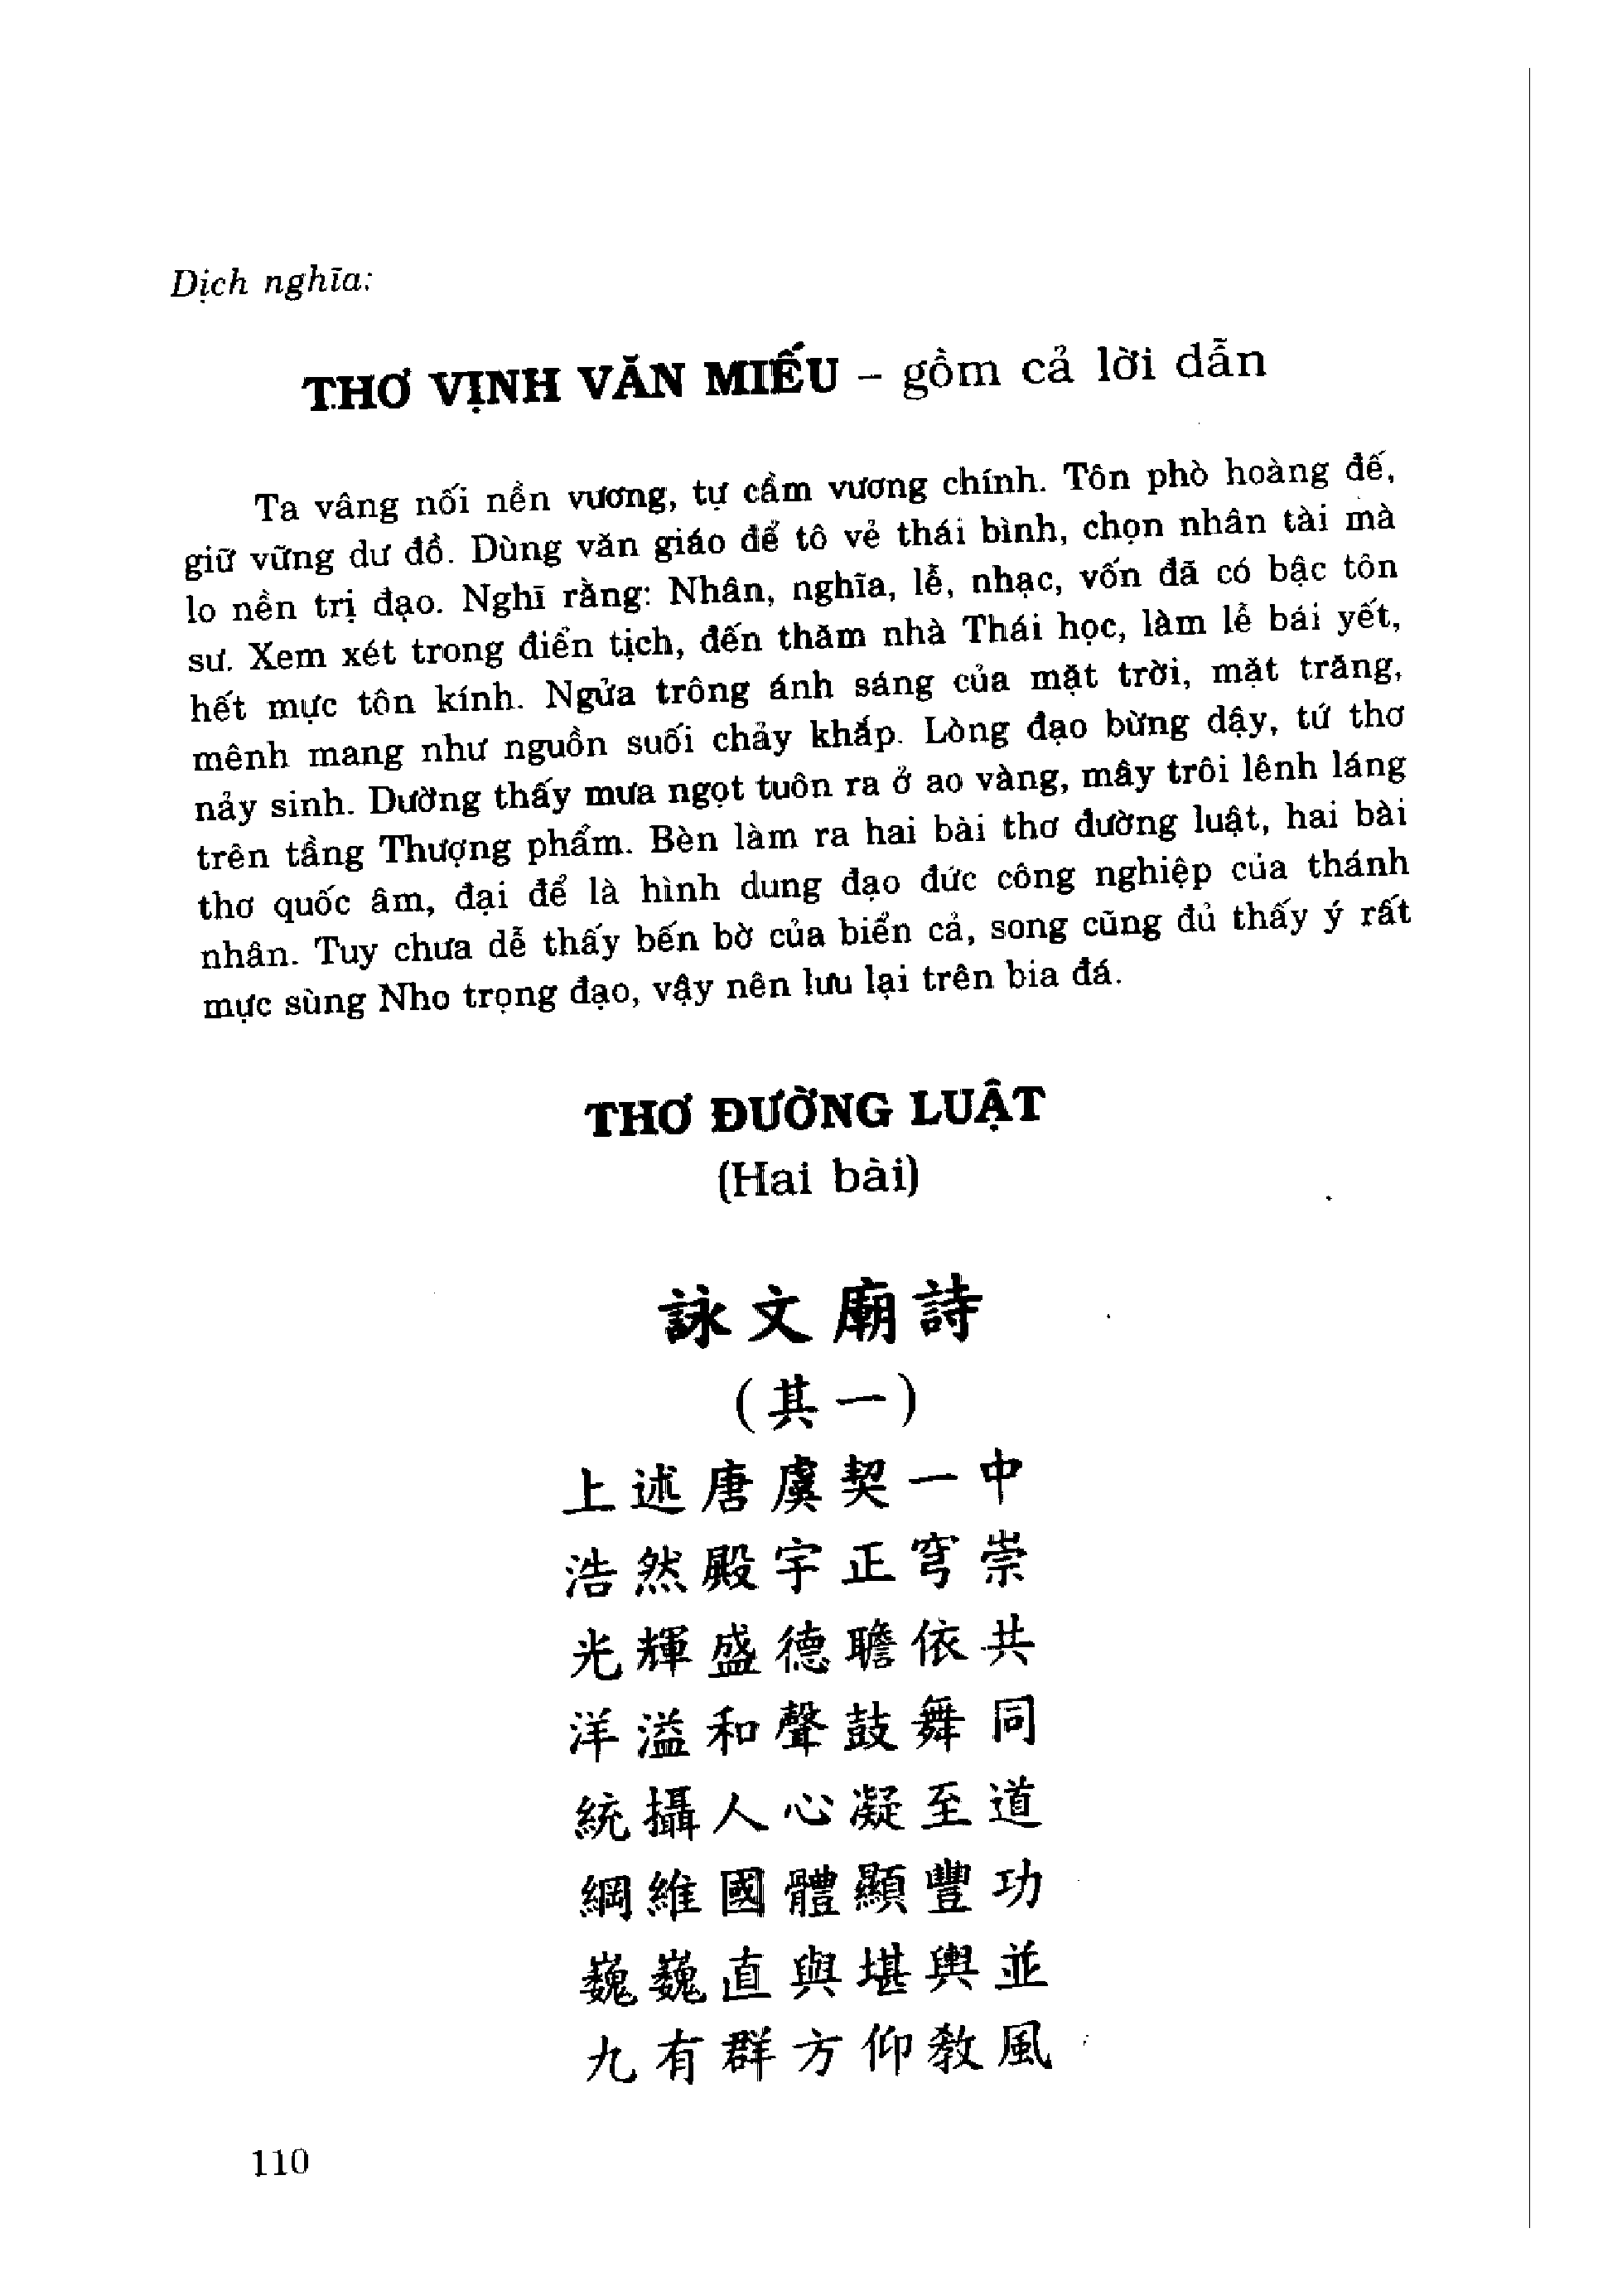 Dịch nghĩa:
THƠ VỊNH VĂN MIẾU – gồm cả lời dẫn
Ta vâng nối nền vương, tự cầm vương chính. Tôn phò hoàng đế,
giữ vững dư đồ. Dùng văn giáo để tô vẻ thái bình, chọn nhân tài mà
lo nền trị đạo. Nghĩ rằng: Nhân, nghĩa, lễ, nhạc, vốn đã có bậc tôn
sư. Xem xét trong điển tịch, đến thăm nhà Thái học, làm lễ bái yết,
hết mực tôn kính. Ngửa trông ánh sáng của mặt trời, mặt trăng,
mênh mang như nguồn suối chảy khắp. Lòng đạo bừng dậy, tứ thơ
nảy sinh. Dường thấy mưa ngọt tuôn ra ở ao vàng, mây trôi lênh láng
trên tầng Thượng phẩm. Bèn làm ra hai bài thơ đường luật, hai bài
thơ quốc âm, đại để là hình dung đạo đức công nghiệp của thánh
nhân. Tuy chưa dễ thấy bến bờ của biển cả, song cũng đủ thấy ý rất
mực sùng Nho trọng đạo, vậy nên lưu lại trên bia đá.
THƠ ĐƯỜNG LUẬT
(Hai bài)
詠文廟詩
(其一)
上述唐虞契一中
浩然殿宇正穹崇
光輝盛德瞻依共
洋溢和聲鼓舞同
統攝人心凝至道
綱維國體顯豐功
巍巍直與堪輿並
九有群方仰教風
110